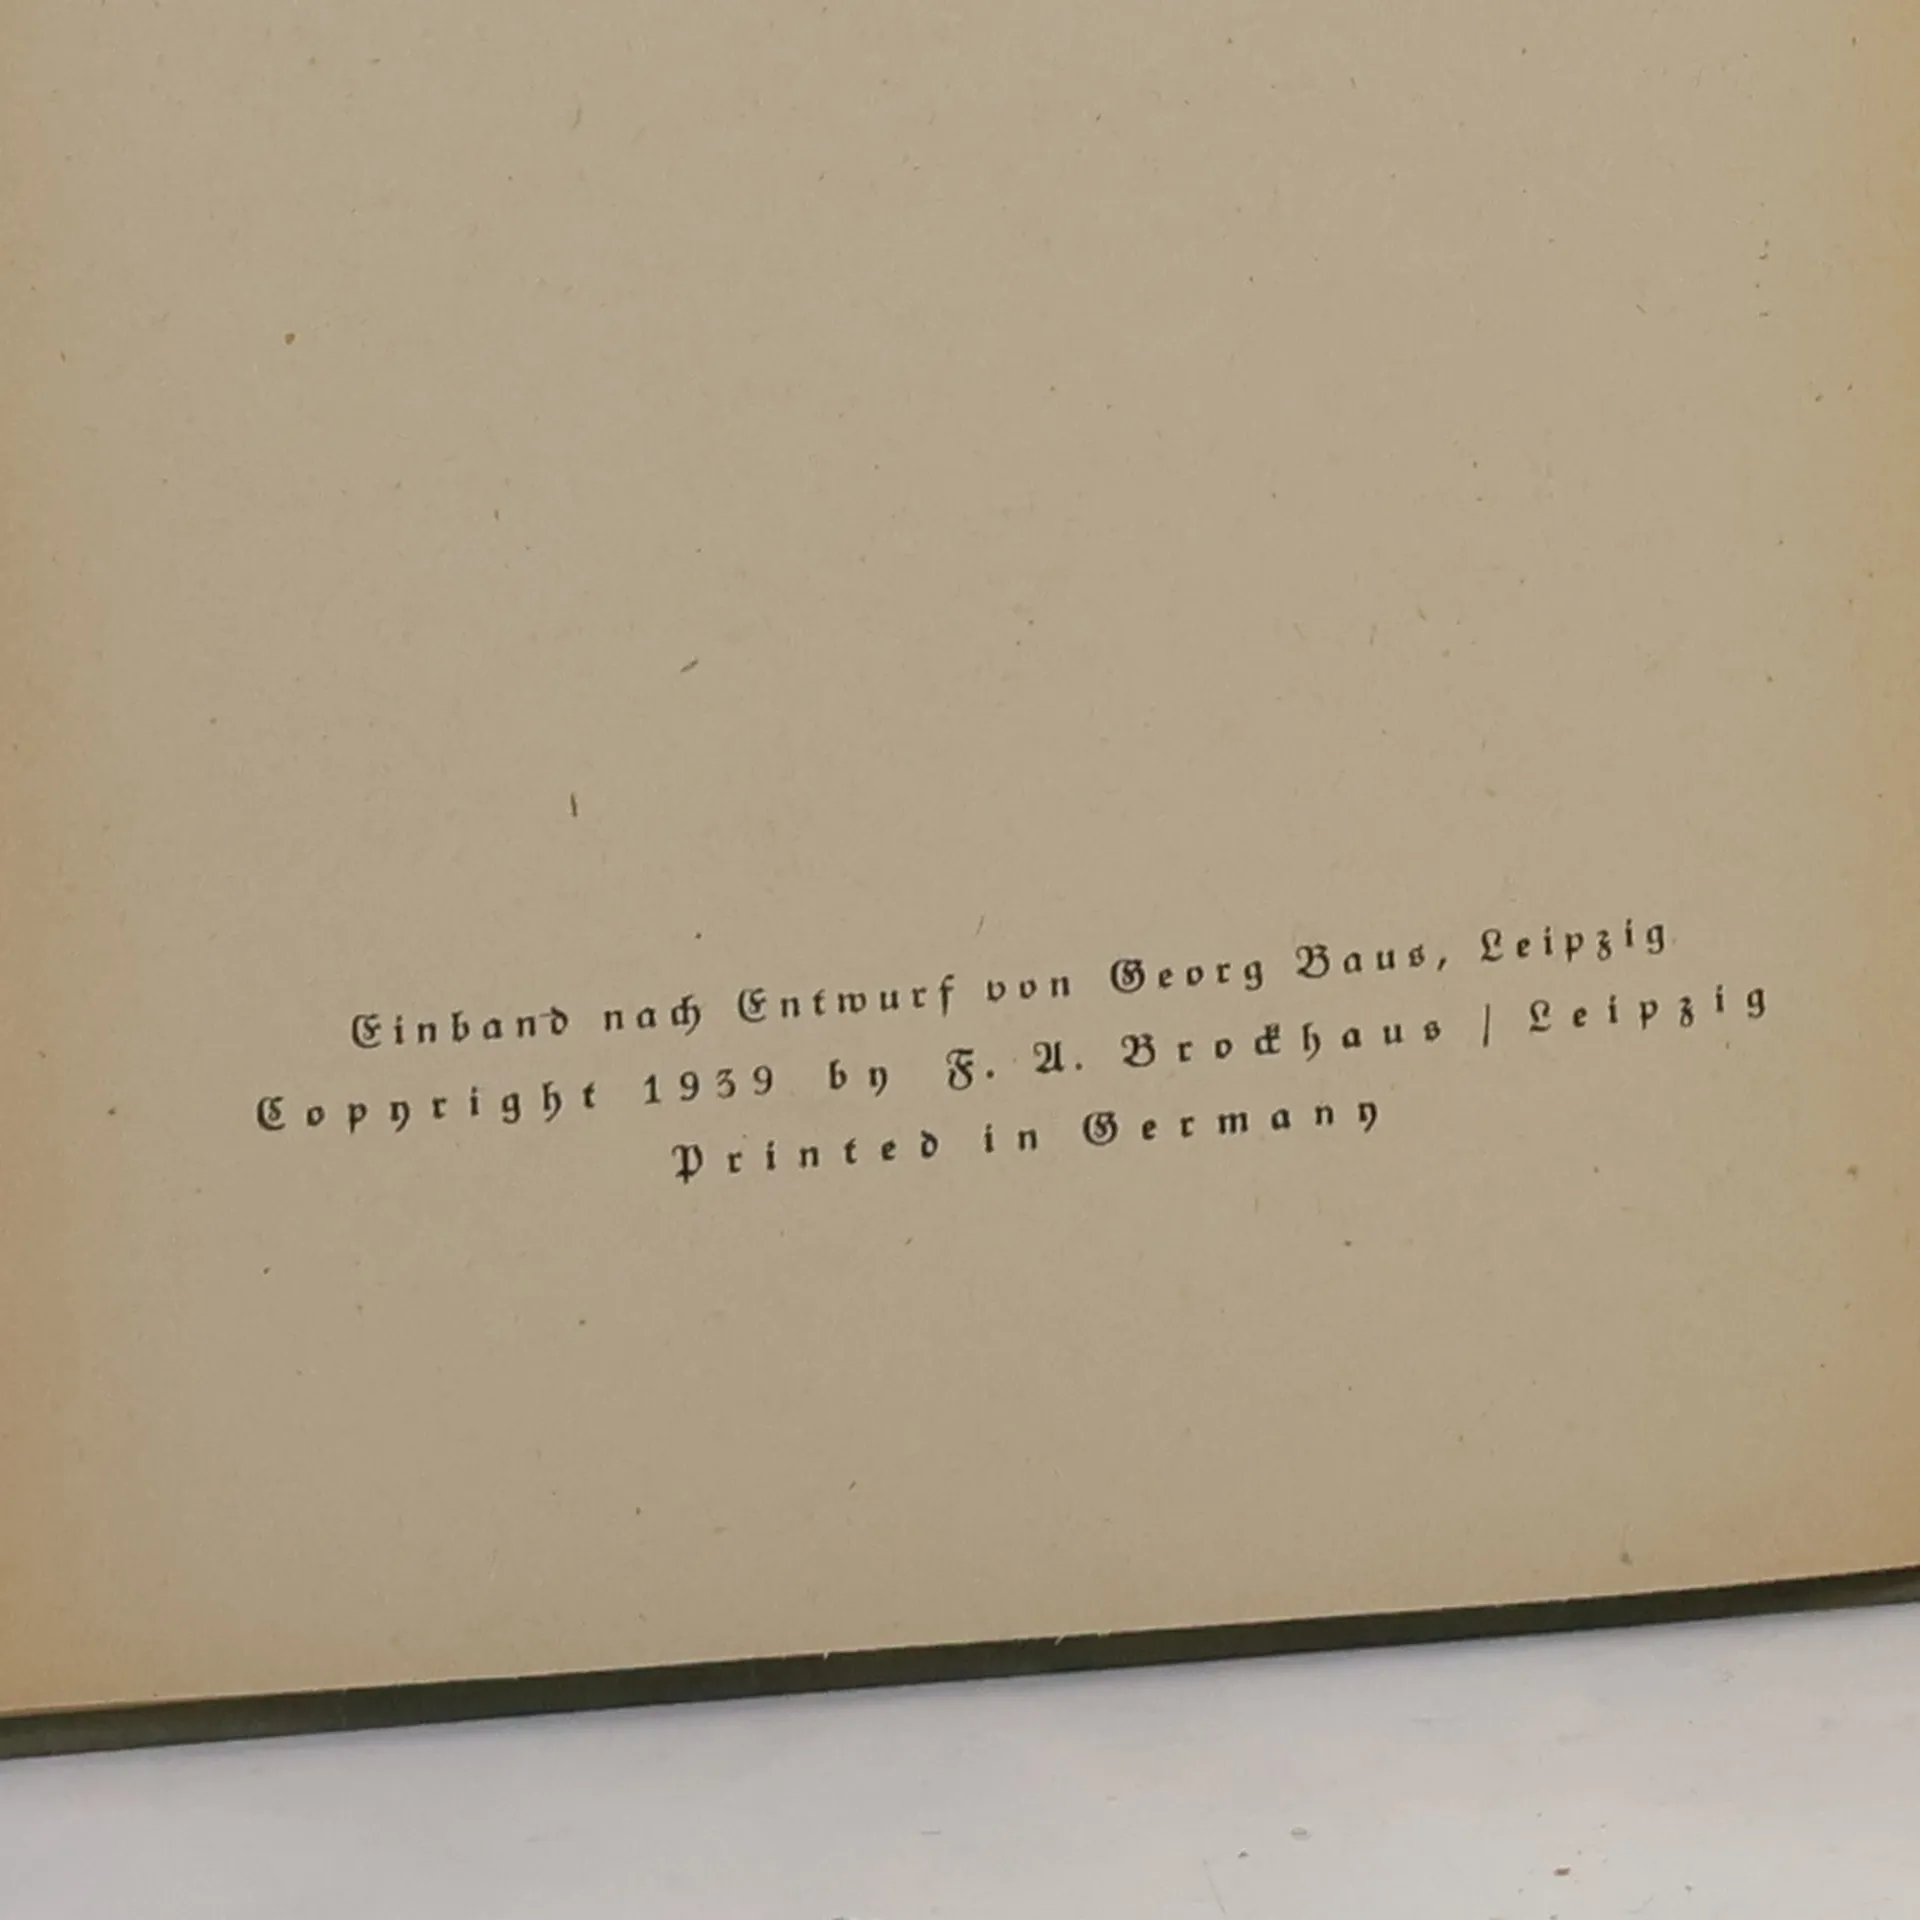 Einband nach Entwurf von Georg Baus, Leipzig
Copyright 1939 by F. A. Brockhaus / Leipzig
Printed in Germany